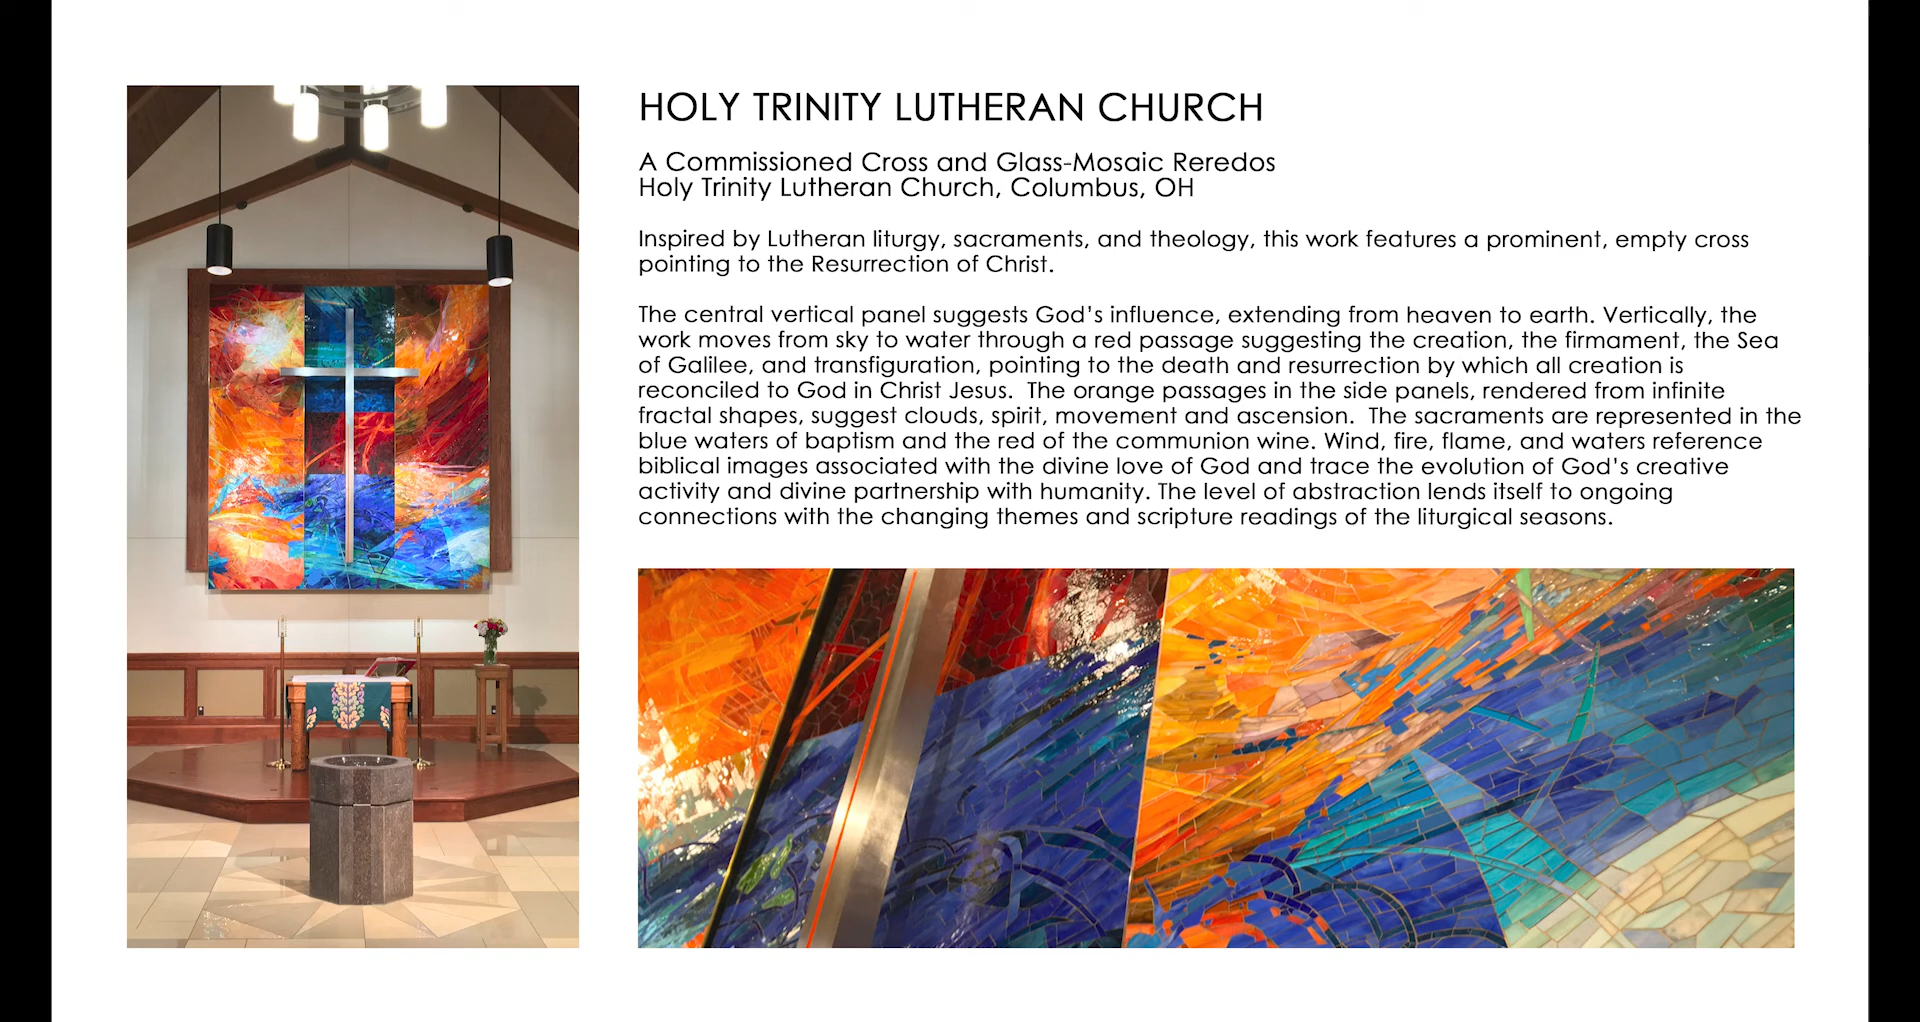 HOLY TRINITY LUTHERAN CHURCH
A Commissioned Cross and Glass-Mosaic Reredos
Holy Trinity Lutheran Church, Columbus, OH
Inspired by Lutheran liturgy, sacraments, and theology, this work features a prominent, empty cross
pointing to the Resurrection of Christ.
The central vertical panel suggests God's influence, extending from heaven to earth. Vertically, the
work moves from sky to water through a red passage suggesting the creation, the firmament, the Sea
of Galilee, and transfiguration, pointing to the death and resurrection by which all creation is
reconciled to God in Christ Jesus.  The orange passages in the side panels, rendered from infinite
fractal shapes, suggest clouds, spirit, movement and ascension.  The sacraments are represented in the
blue waters of baptism and the red of the communion wine. Wind, fire, flame, and waters reference
biblical images associated with the divine love of God and trace the evolution of God's creative
activity and divine partnership with humanity. The level of abstraction lends itself to ongoing
connections with the changing themes and scripture readings of the liturgical seasons.